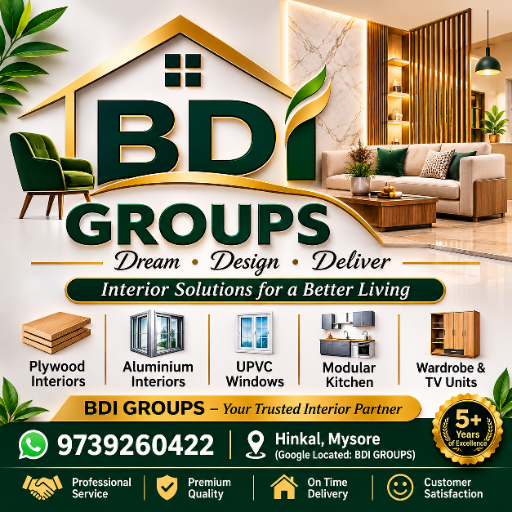 BDI
GROUPS
Dream • Design • Deliver
Interior Solutions for a Better Living
Plywood
Interiors
Aluminium
Interiors
UPVC
Windows
Modular
Kitchen
Wardrobe &
TV Units
BDI GROUPS – Your Trusted Interior Partner
5+
Years
of Excellence
9739260422
Hinkal, Mysore
(Google Located: BDI GROUPS)
Professional
Service
Premium
Quality
On Time
Delivery
Customer
Satisfaction